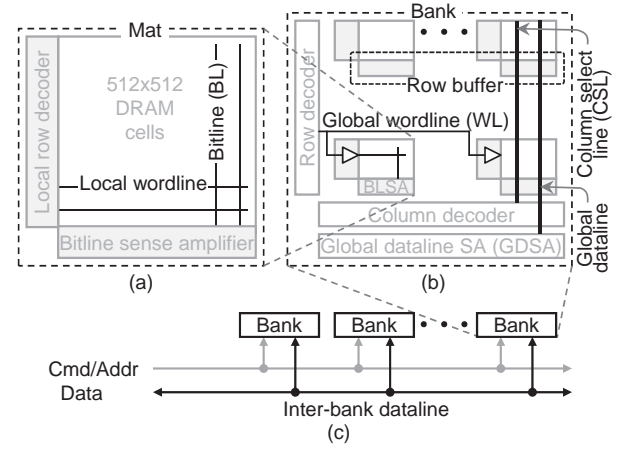 Mat
Local row decoder
512x512
DRAM
cells
Bitline (BL)
Local wordline
Bitline sense amplifier
(a)
Bank
Row decoder
Row buffer
Global wordline (WL)
BLSA
Column decoder
Global dataline SA (GDSA)
Column select
line (CSL)
Global
dataline
(b)
Bank
Bank
Bank
Cmd/Addr
Data
Inter-bank dataline
(c)